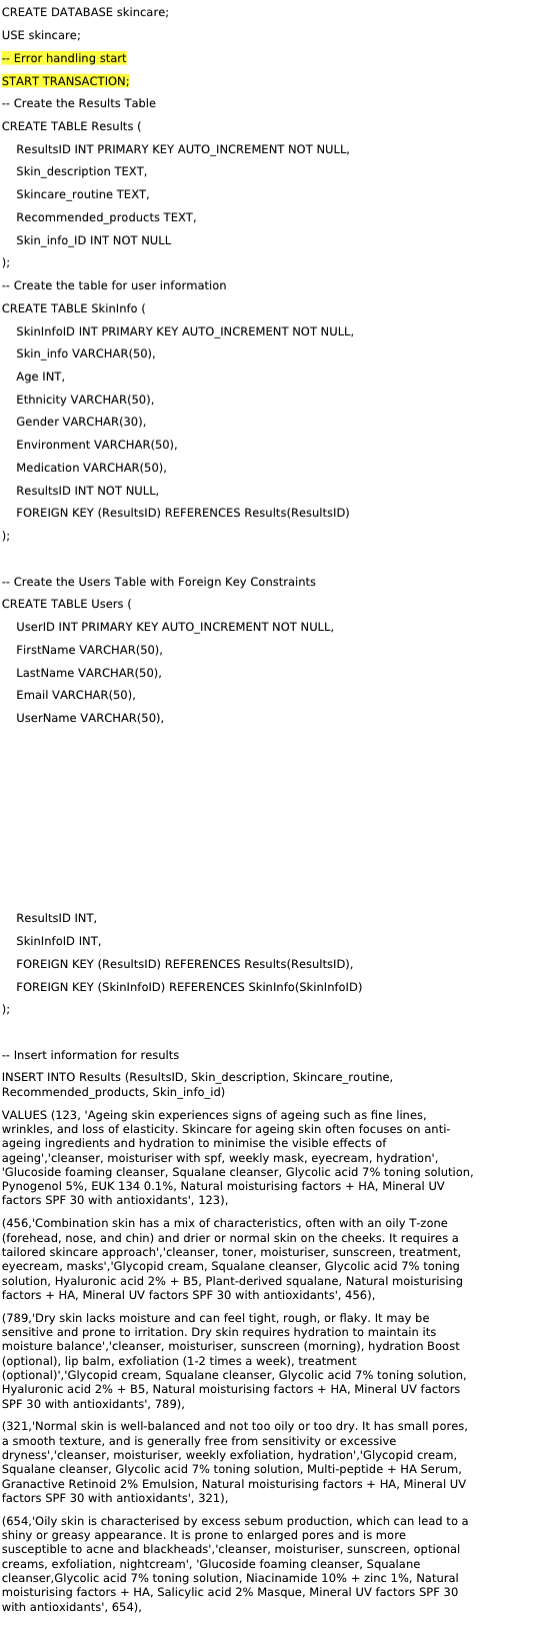 CREATE DATABASE skincare;
USE skincare;
-- Error handling start
START TRANSACTION;
-- Create the Results Table
CREATE TABLE Results (
ResultsID INT PRIMARY KEY AUTO_INCREMENT NOT NULL,
Skin_description TEXT,
Skincare_routine TEXT,
Recommended_products TEXT,
Skin_info_ID INT NOT NULL
);
-- Create the table for user information
CREATE TABLE SkinInfo (
SkinInfoID INT PRIMARY KEY AUTO_INCREMENT NOT NULL,
Skin_info VARCHAR(50),
Age INT,
Ethnicity VARCHAR(50),
Gender VARCHAR(30),
Environment VARCHAR(50),
Medication VARCHAR(50),
ResultsID INT NOT NULL,
FOREIGN KEY (ResultsID) REFERENCES Results(ResultsID)
);
-- Create the Users Table with Foreign Key Constraints
CREATE TABLE Users (
UserID INT PRIMARY KEY AUTO_INCREMENT NOT NULL,
FirstName VARCHAR(50),
LastName VARCHAR(50),
Email VARCHAR(50),
UserName VARCHAR(50),
ResultsID INT,
SkinInfoID INT,
FOREIGN KEY (ResultsID) REFERENCES Results(ResultsID),
FOREIGN KEY (SkinInfoID) REFERENCES SkinInfo(SkinInfoID)
);
-- Insert information for results
INSERT INTO Results (ResultsID, Skin_description, Skincare_routine,
Recommended_products, Skin_info_id)
VALUES (123, 'Ageing skin experiences signs of ageing such as fine lines,
wrinkles, and loss of elasticity. Skincare for ageing skin often focuses on anti-
ageing ingredients and hydration to minimise the visible effects of
ageing','cleanser, moisturiser with spf, weekly mask, eyecream, hydration',
'Glucoside foaming cleanser, Squalane cleanser, Glycolic acid 7% toning solution,
Pynogenol 5%, EUK 134 0.1%, Natural moisturising factors + HA, Mineral UV
factors SPF 30 with antioxidants', 123),
(456,'Combination skin has a mix of characteristics, often with an oily T-zone
(forehead, nose, and chin) and drier or normal skin on the cheeks. It requires a
tailored skincare approach','cleanser, toner, moisturiser, sunscreen, treatment,
eyecream, masks','Glycopid cream, Squalane cleanser, Glycolic acid 7% toning
solution, Hyaluronic acid 2% + B5, Plant-derived squalane, Natural moisturising
factors + HA, Mineral UV factors SPF 30 with antioxidants', 456),
(789,'Dry skin lacks moisture and can feel tight, rough, or flaky. It may be
sensitive and prone to irritation. Dry skin requires hydration to maintain its
moisture balance','cleanser, moisturiser, sunscreen (morning), hydration Boost
(optional), lip balm, exfoliation (1-2 times a week), treatment
(optional)','Glycopid cream, Squalane cleanser, Glycolic acid 7% toning solution,
Hyaluronic acid 2% + B5, Natural moisturising factors + HA, Mineral UV factors
SPF 30 with antioxidants', 789),
(321,'Normal skin is well-balanced and not too oily or too dry. It has small pores,
a smooth texture, and is generally free from sensitivity or excessive
dryness','cleanser, moisturiser, weekly exfoliation, hydration','Glycopid cream,
Squalane cleanser, Glycolic acid 7% toning solution, Multi-peptide + HA Serum,
Granactive Retinoid 2% Emulsion, Natural moisturising factors + HA, Mineral UV
factors SPF 30 with antioxidants', 321),
(654,'Oily skin is characterised by excess sebum production, which can lead to a
shiny or greasy appearance. It is prone to enlarged pores and is more
susceptible to acne and blackheads','cleanser, moisturiser, sunscreen, optional
creams, exfoliation, nightcream', 'Glucoside foaming cleanser, Squalane
cleanser,Glycolic acid 7% toning solution, Niacinamide 10% + zinc 1%, Natural
moisturising factors + HA, Salicylic acid 2% Masque, Mineral UV factors SPF 30
with antioxidants', 654),